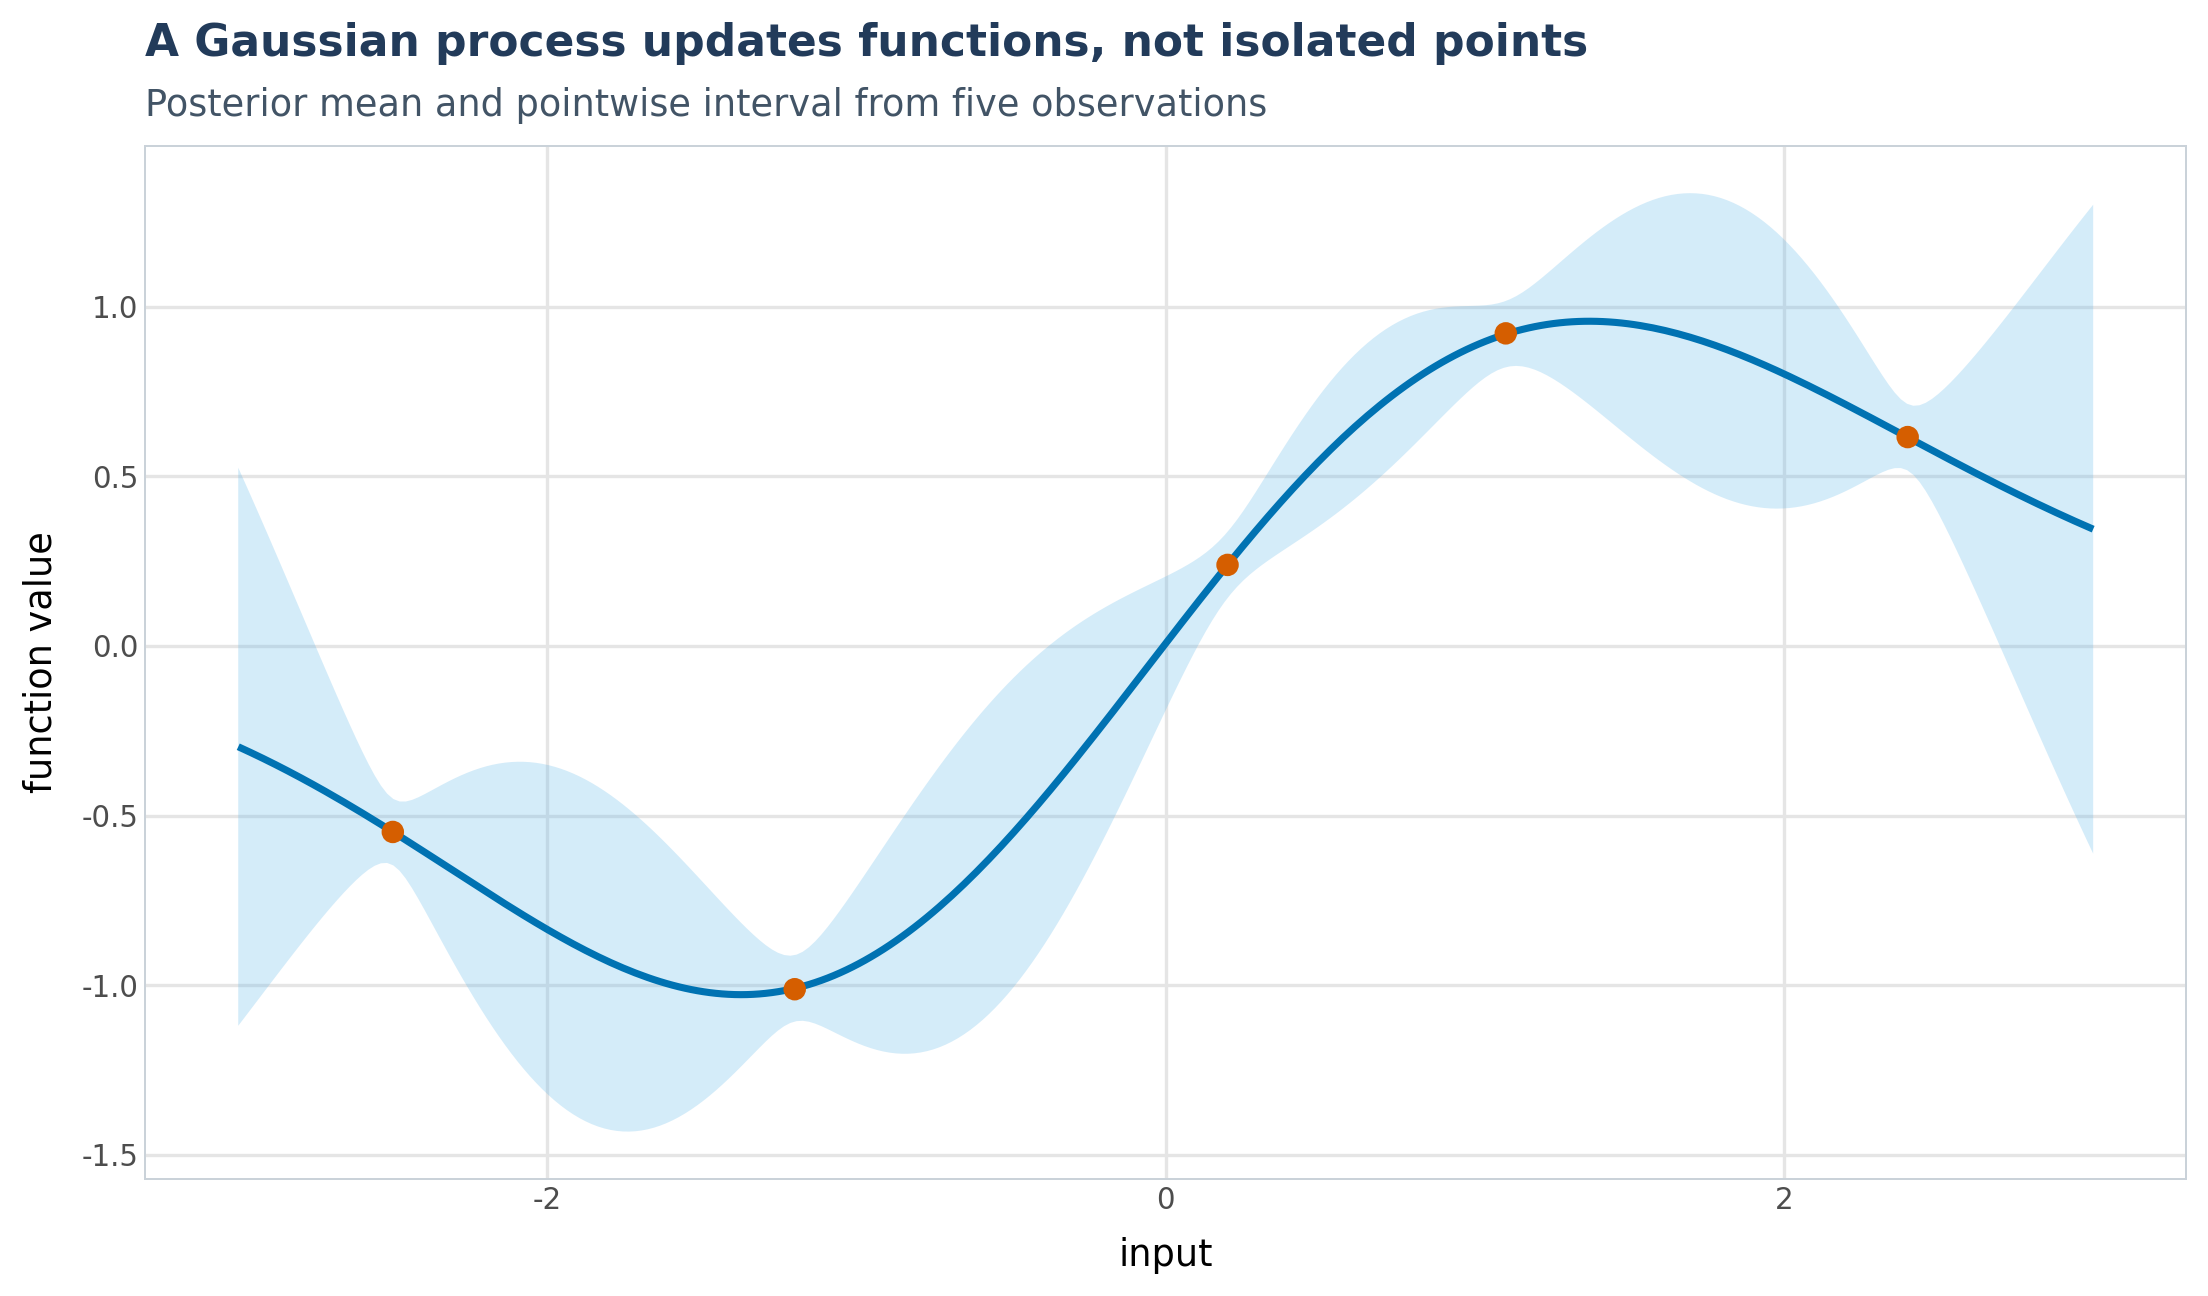 A Gaussian process updates functions, not isolated points
Posterior mean and pointwise interval from five observations
function value
1.0
0.5
0.0
-0.5
-1.0
-1.5
-2
0
2
input